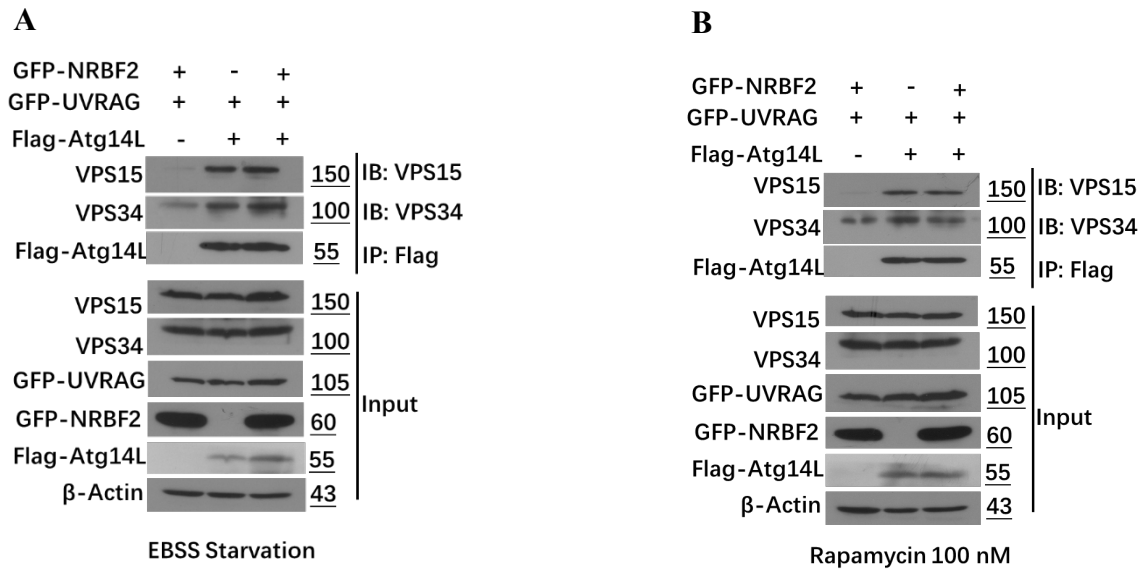 A
GFP-NRBF2 + - +
GFP-UVRAG + + +
Flag-Atg14L - + +
VPS15 150 IB: VPS15
VPS34 100 IB: VPS34
Flag-Atg14L 55 IP: Flag
VPS15 150
VPS34 100
GFP-UVRAG 105
Input
GFP-NRBF2 60
Flag-Atg14L 55
β-Actin 43
EBSS Starvation
B
GFP-NRBF2 + - +
GFP-UVRAG + + +
Flag-Atg14L - + +
VPS15 150 IB: VPS15
VPS34 100 IB: VPS34
Flag-Atg14L 55 IP: Flag
VPS15 150
VPS34 100
GFP-UVRAG 105
Input
GFP-NRBF2 60
Flag-Atg14L 55
β-Actin 43
Rapamycin 100 nM